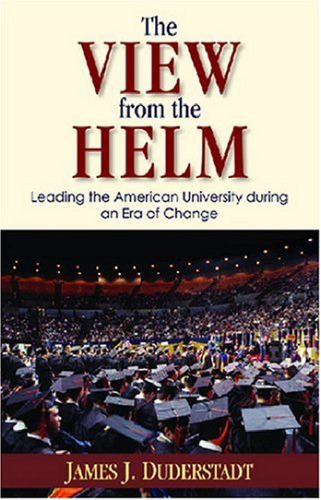 The
VIEW
from the
HELM
Leading the American University during
an Era of Change
JAMES J. DUDERSTADT